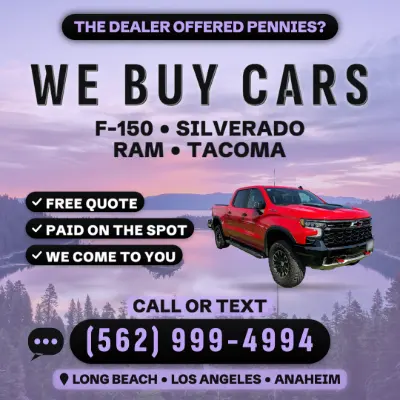 THE DEALER OFFERED PENNIES?
WE BUY CARS
F-150 • SILVERADO
RAM • TACOMA
✓ FREE QUOTE
✓ PAID ON THE SPOT
✓ WE COME TO YOU
CALL OR TEXT
(562) 999-4994
LONG BEACH • LOS ANGELES • ANAHEIM